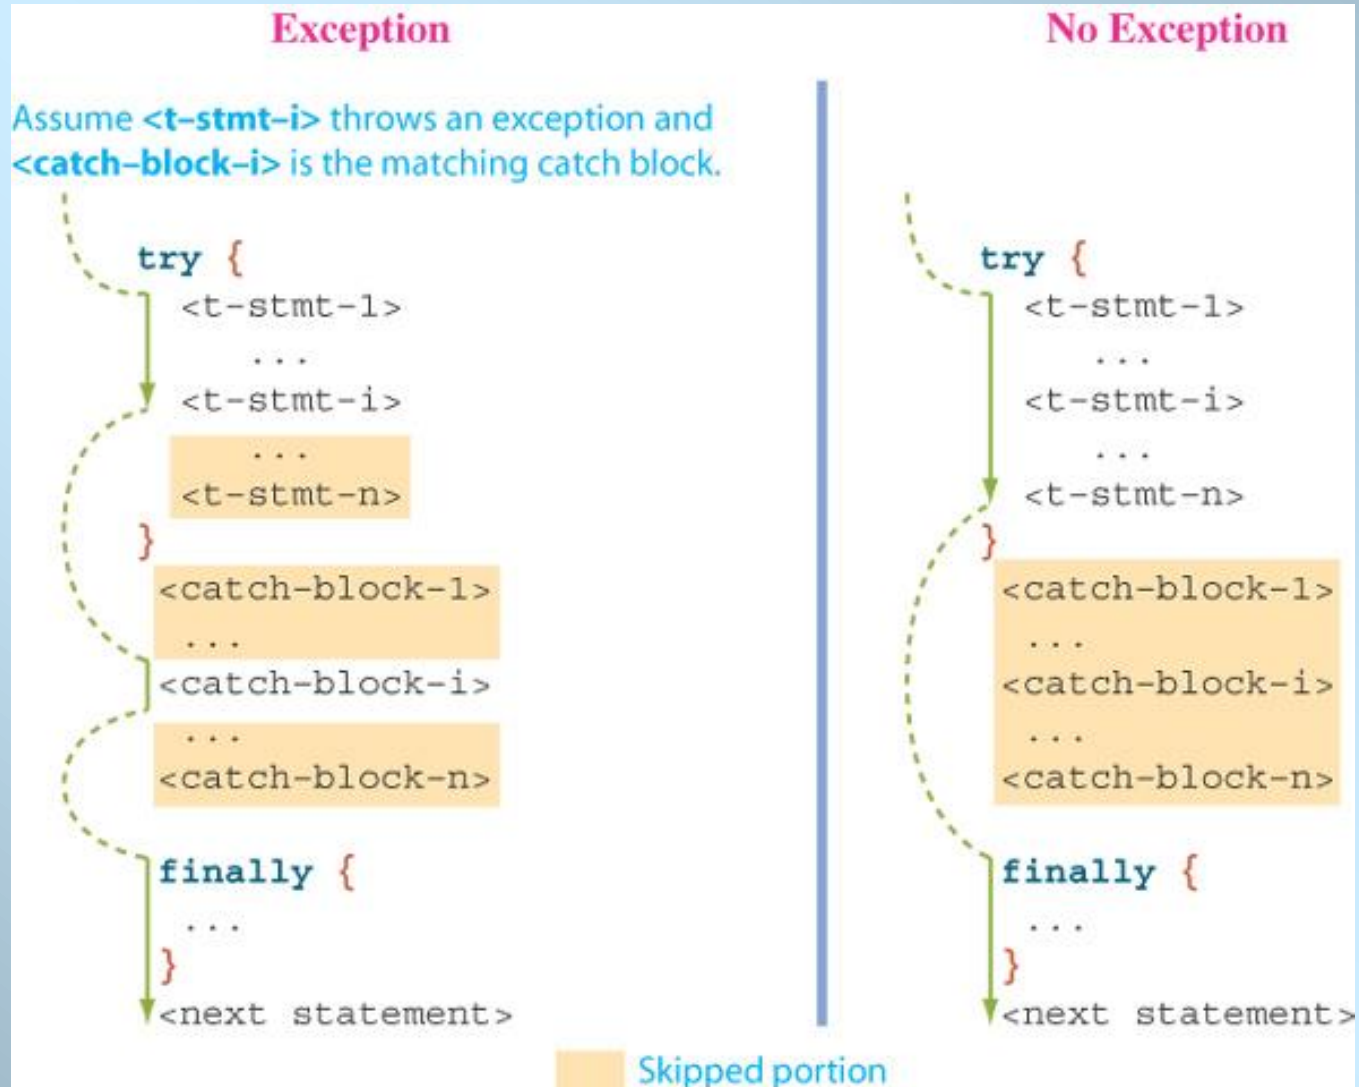 Exception
Assume <t-stmt-i> throws an exception and
<catch-block-i> is the matching catch block.
try {
<t-stmt-1>
...
<t-stmt-i>
...
<t-stmt-n>
}
<catch-block-1>
...
<catch-block-i>
...
<catch-block-n>
finally {
...
}
<next statement>
No Exception
try {
<t-stmt-1>
...
<t-stmt-i>
...
<t-stmt-n>
}
<catch-block-1>
...
<catch-block-i>
...
<catch-block-n>
finally {
...
}
<next statement>
Skipped portion